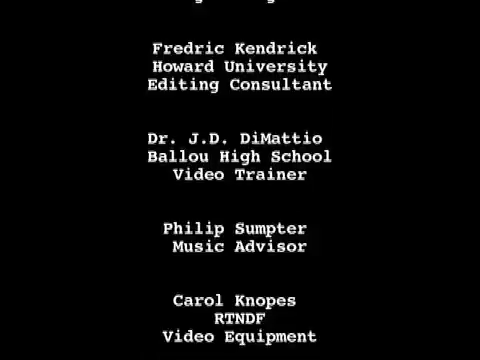 Fredric Kendrick
Howard University
Editing Consultant
Dr. J.D. DiMattio
Ballou High School
Video Trainer
Philip Sumpter
Music Advisor
Carol Knopes
RTNDF
Video Equipment